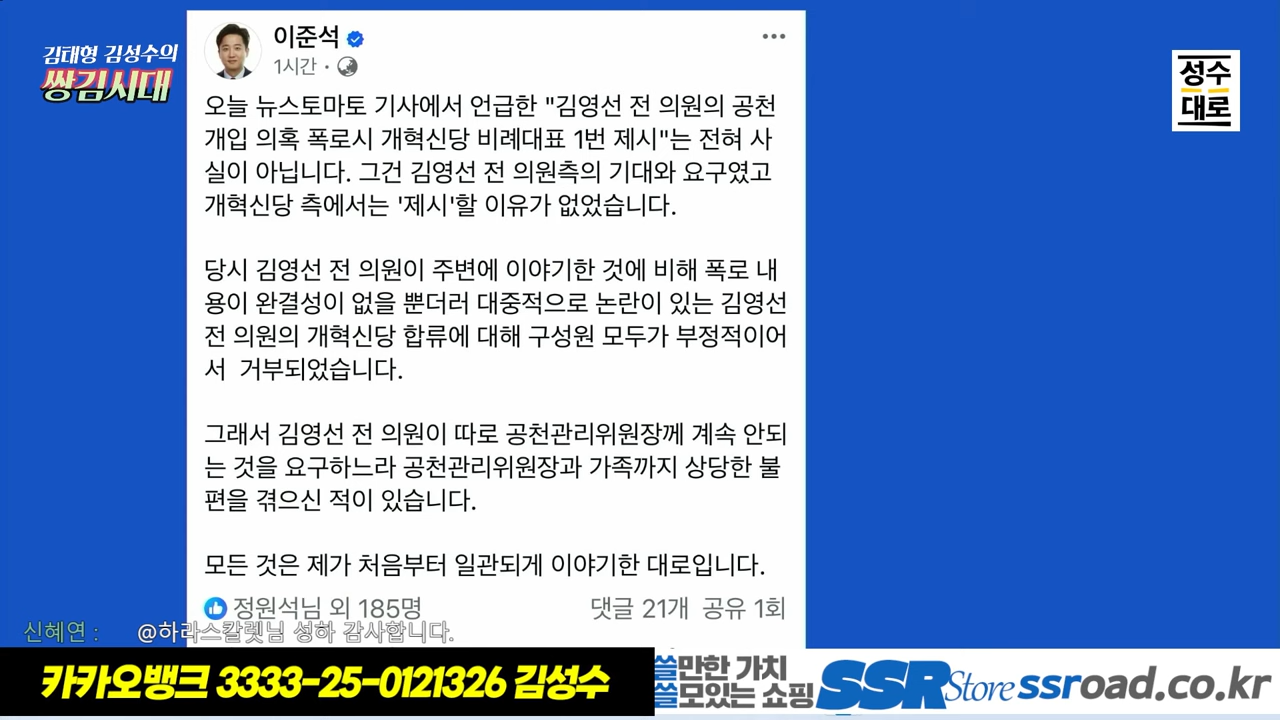 김태형 김성수의
쌍김시대
이준석
1시간 ·
성수
대로
오늘 뉴스토마토 기사에서 언급한 "김영선 전 의원의 공천
개입 의혹 폭로시 개혁신당 비례대표 1번 제시"는 전혀 사
실이 아닙니다. 그건 김영선 전 의원측의 기대와 요구였고
개혁신당 측에서는 '제시'할 이유가 없었습니다.
당시 김영선 전 의원이 주변에 이야기한 것에 비해 폭로 내
용이 완결성이 없을 뿐더러 대중적으로 논란이 있는 김영선
전 의원의 개혁신당 합류에 대해 구성원 모두가 부정적이어
서 거부되었습니다.
그래서 김영선 전 의원이 따로 공천관리위원장께 계속 안되
는 것을 요구하느라 공천관리위원장과 가족까지 상당한 불
편을 겪으신 적이 있습니다.
모든 것은 제가 처음부터 일관되게 이야기한 대로입니다.
정원석님 외 185명
댓글 21개 공유 1회
신혜연 : @하라스칼렛님 성하 감사합니다.
카카오뱅크 3333-25-0121326 김성수
쓸만한 가치
쓸모있는 쇼핑
SSR Store ssroad.co.kr